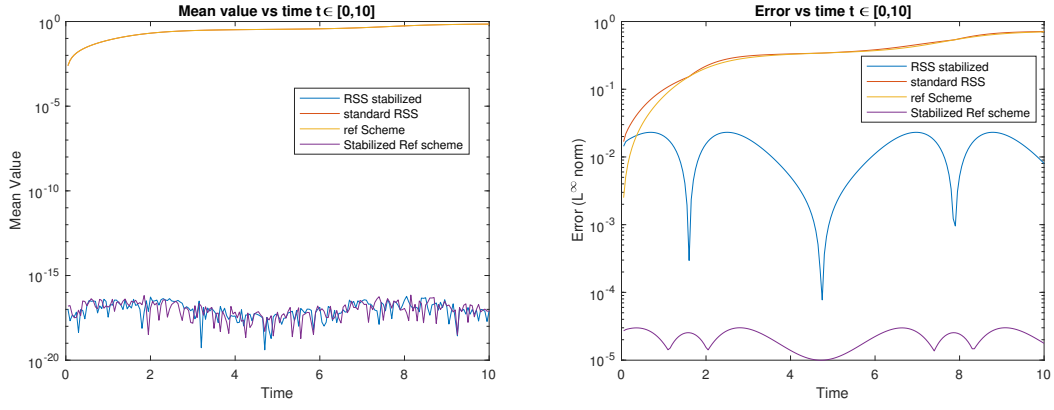 Mean value vs time t ∈ [0,10]
Mean Value
10^0
10^-5
10^-10
10^-15
10^-20
RSS stabilized
standard RSS
ref Scheme
Stabilized Ref scheme
0 2 4 6 8 10
Time
Error vs time t ∈ [0,10]
Error (L^∞ norm)
10^0
10^-1
10^-2
10^-3
10^-4
10^-5
RSS stabilized
standard RSS
ref Scheme
Stabilized Ref scheme
0 2 4 6 8 10
Time